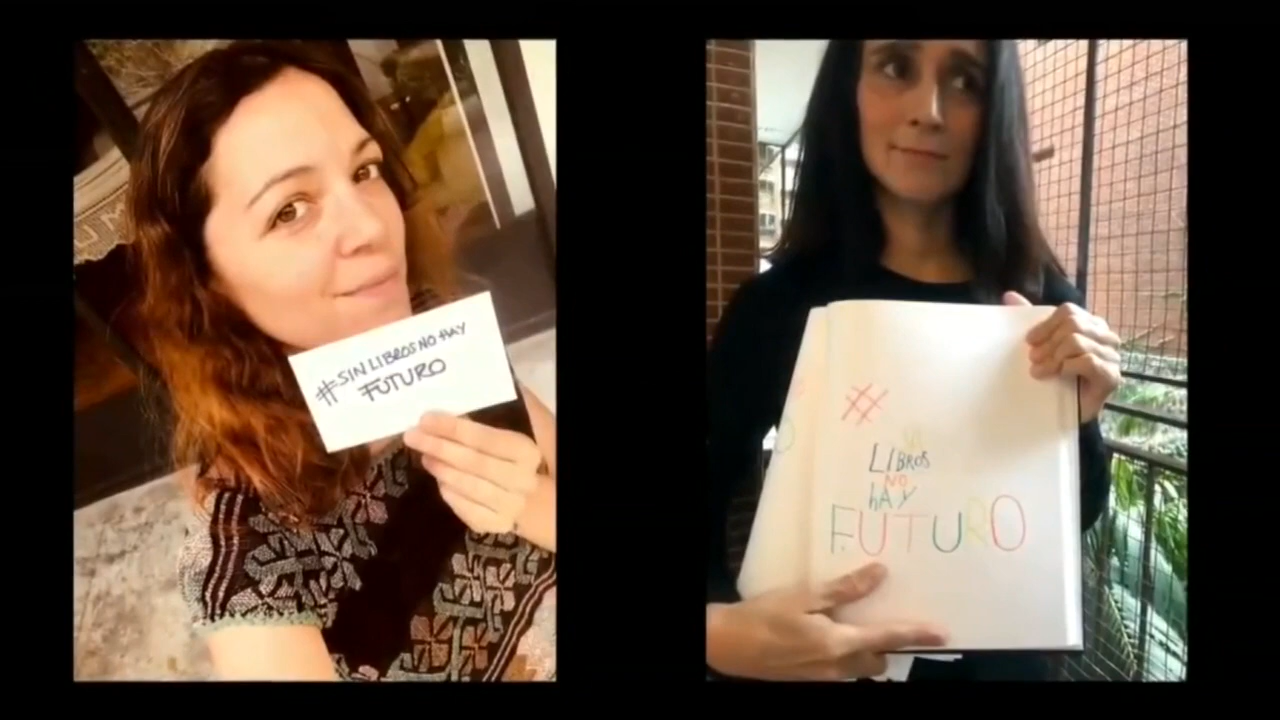 #SIN LIBROS NO HAY
FUTURO
#
LIBROS
NO
hAY
FUTURO